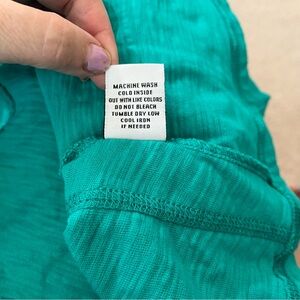 MACHINE WASH
COLD INSIDE
OUT WITH LIKE COLORS
DO NOT BLEACH
TUMBLE DRY LOW
COOL IRON
IF NEEDED